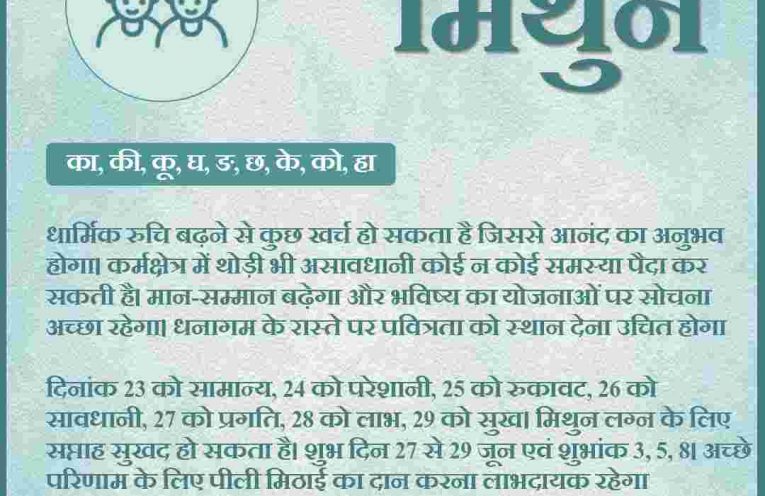 मिथुन
का, की, कू, घ, ङ, छ, के, को, हा
धार्मिक रुचि बढ़ने से कुछ खर्च हो सकता है जिससे आनंद का अनुभव
होगा। कर्मक्षेत्र में थोड़ी भी असावधानी कोई न कोई समस्या पैदा कर
सकती है। मान-सम्मान बढ़ेगा और भविष्य का योजनाओं पर सोचना
अच्छा रहेगा। धनागम के रास्ते पर पवित्रता को स्थान देना उचित होगा
दिनांक 23 को सामान्य, 24 को परेशानी, 25 को रुकावट, 26 को
सावधानी, 27 को प्रगति, 28 को लाभ, 29 को सुख। मिथुन लग्न के लिए
सप्ताह सुखद हो सकता है। शुभ दिन 27 से 29 जून एवं शुभांक 3, 5, 8। अच्छे
परिणाम के लिए पीली मिठाई का दान करना लाभदायक रहेगा